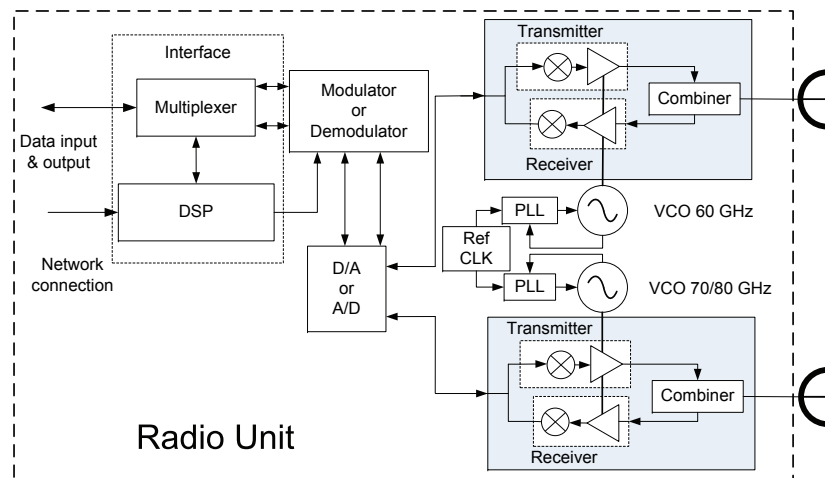 Interface
Multiplexer
DSP
Data input
& output
Network
connection
Modulator
or
Demodulator
D/A
or
A/D
Transmitter
Combiner
Receiver
PLL
VCO 60 GHz
Ref
CLK
PLL
VCO 70/80 GHz
Transmitter
Combiner
Receiver
Radio Unit